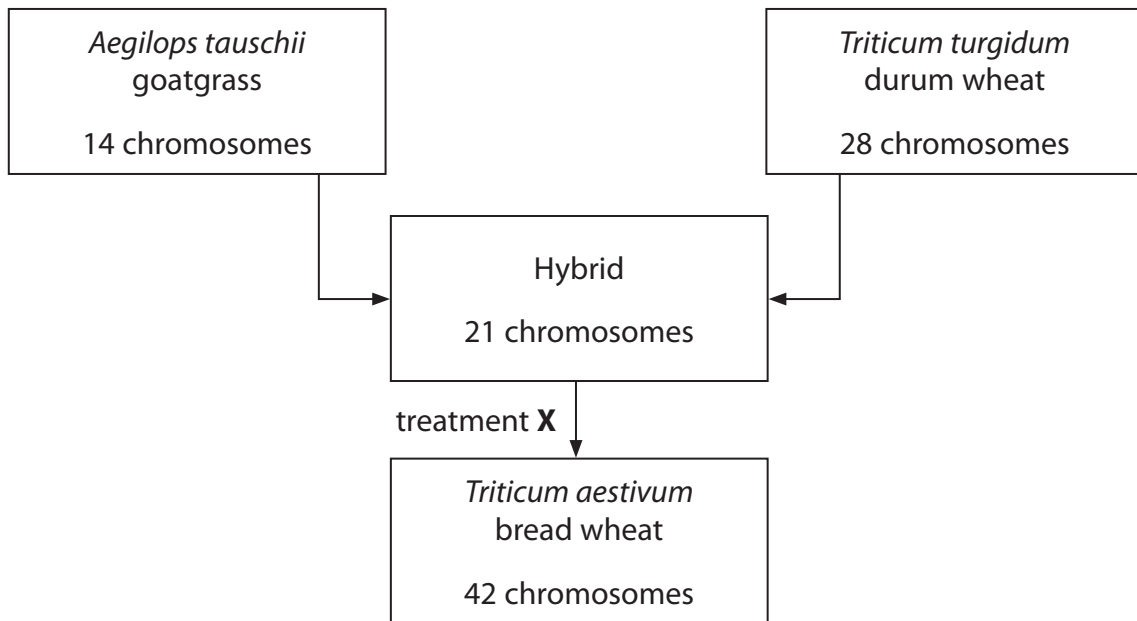 Aegilops tauschii
goatgrass
14 chromosomes
Triticum turgidum
durum wheat
28 chromosomes
Hybrid
21 chromosomes
treatment X
Triticum aestivum
bread wheat
42 chromosomes